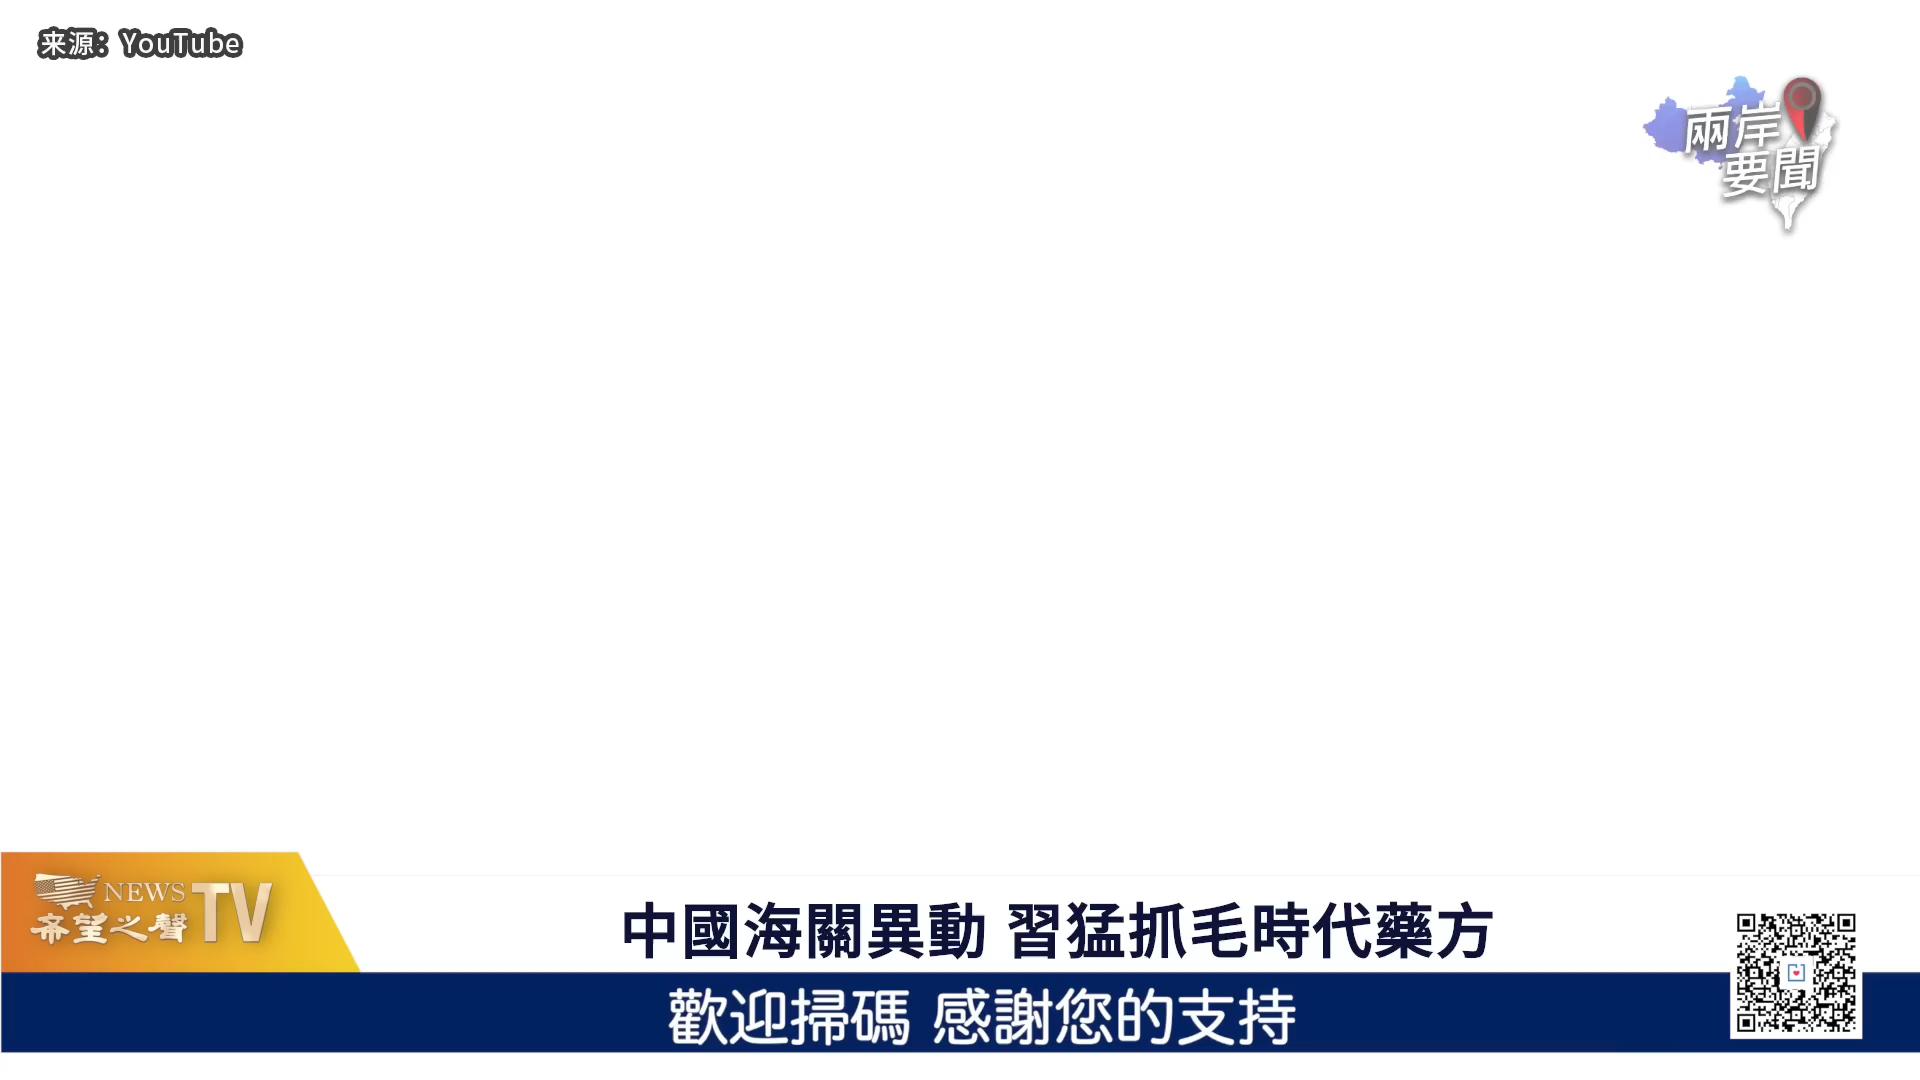 来源：YouTube
兩岸
要聞
NEWS
希望之聲TV
中國海關異動 習猛抓毛時代藥方
歡迎掃碼 感謝您的支持